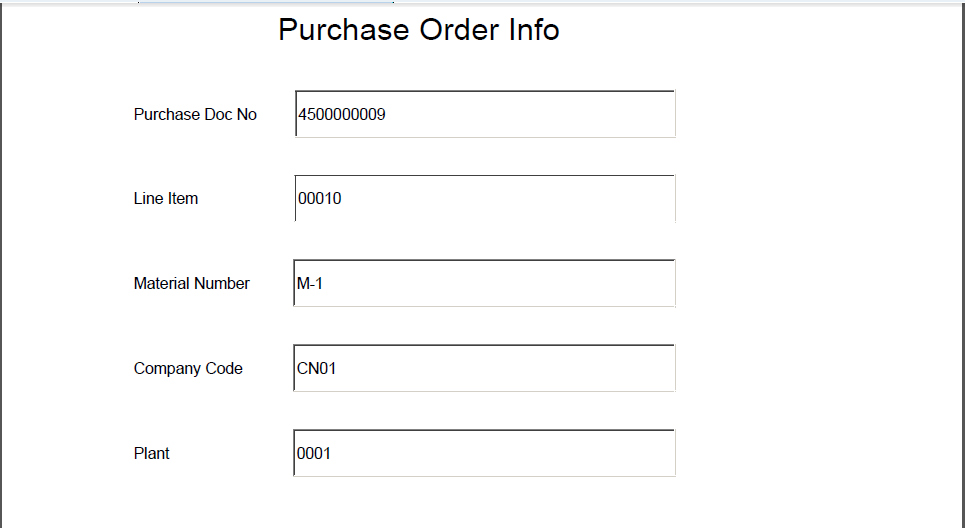 Purchase Order Info
Purchase Doc No 4500000009
Line Item 00010
Material Number M-1
Company Code CN01
Plant 0001